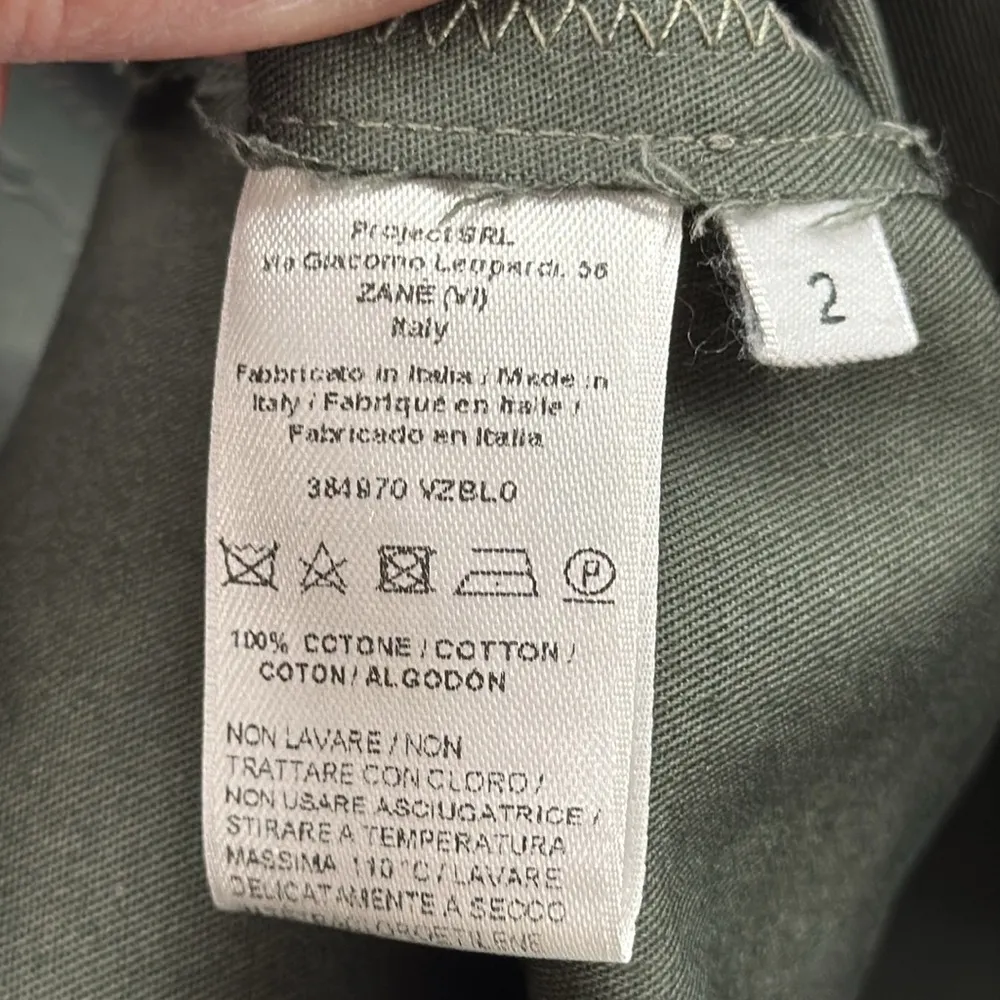 Project SRL
Via Giacomo Leopardi, 56
ZANÈ (VI)
Italy
Fabbricato in Italia / Made in
Italy / Fabriqué en Italie /
Fabricado en Italia
384970 VZBL0
P
100% COTONE / COTTON /
COTON / ALGODÓN
NON LAVARE / NON
TRATTARE CON CLORO /
NON USARE ASCIUGATRICE /
STIRARE A TEMPERATURA
MASSIMA 110 °C / LAVARE
DELICATAMENTE A SECCO
2